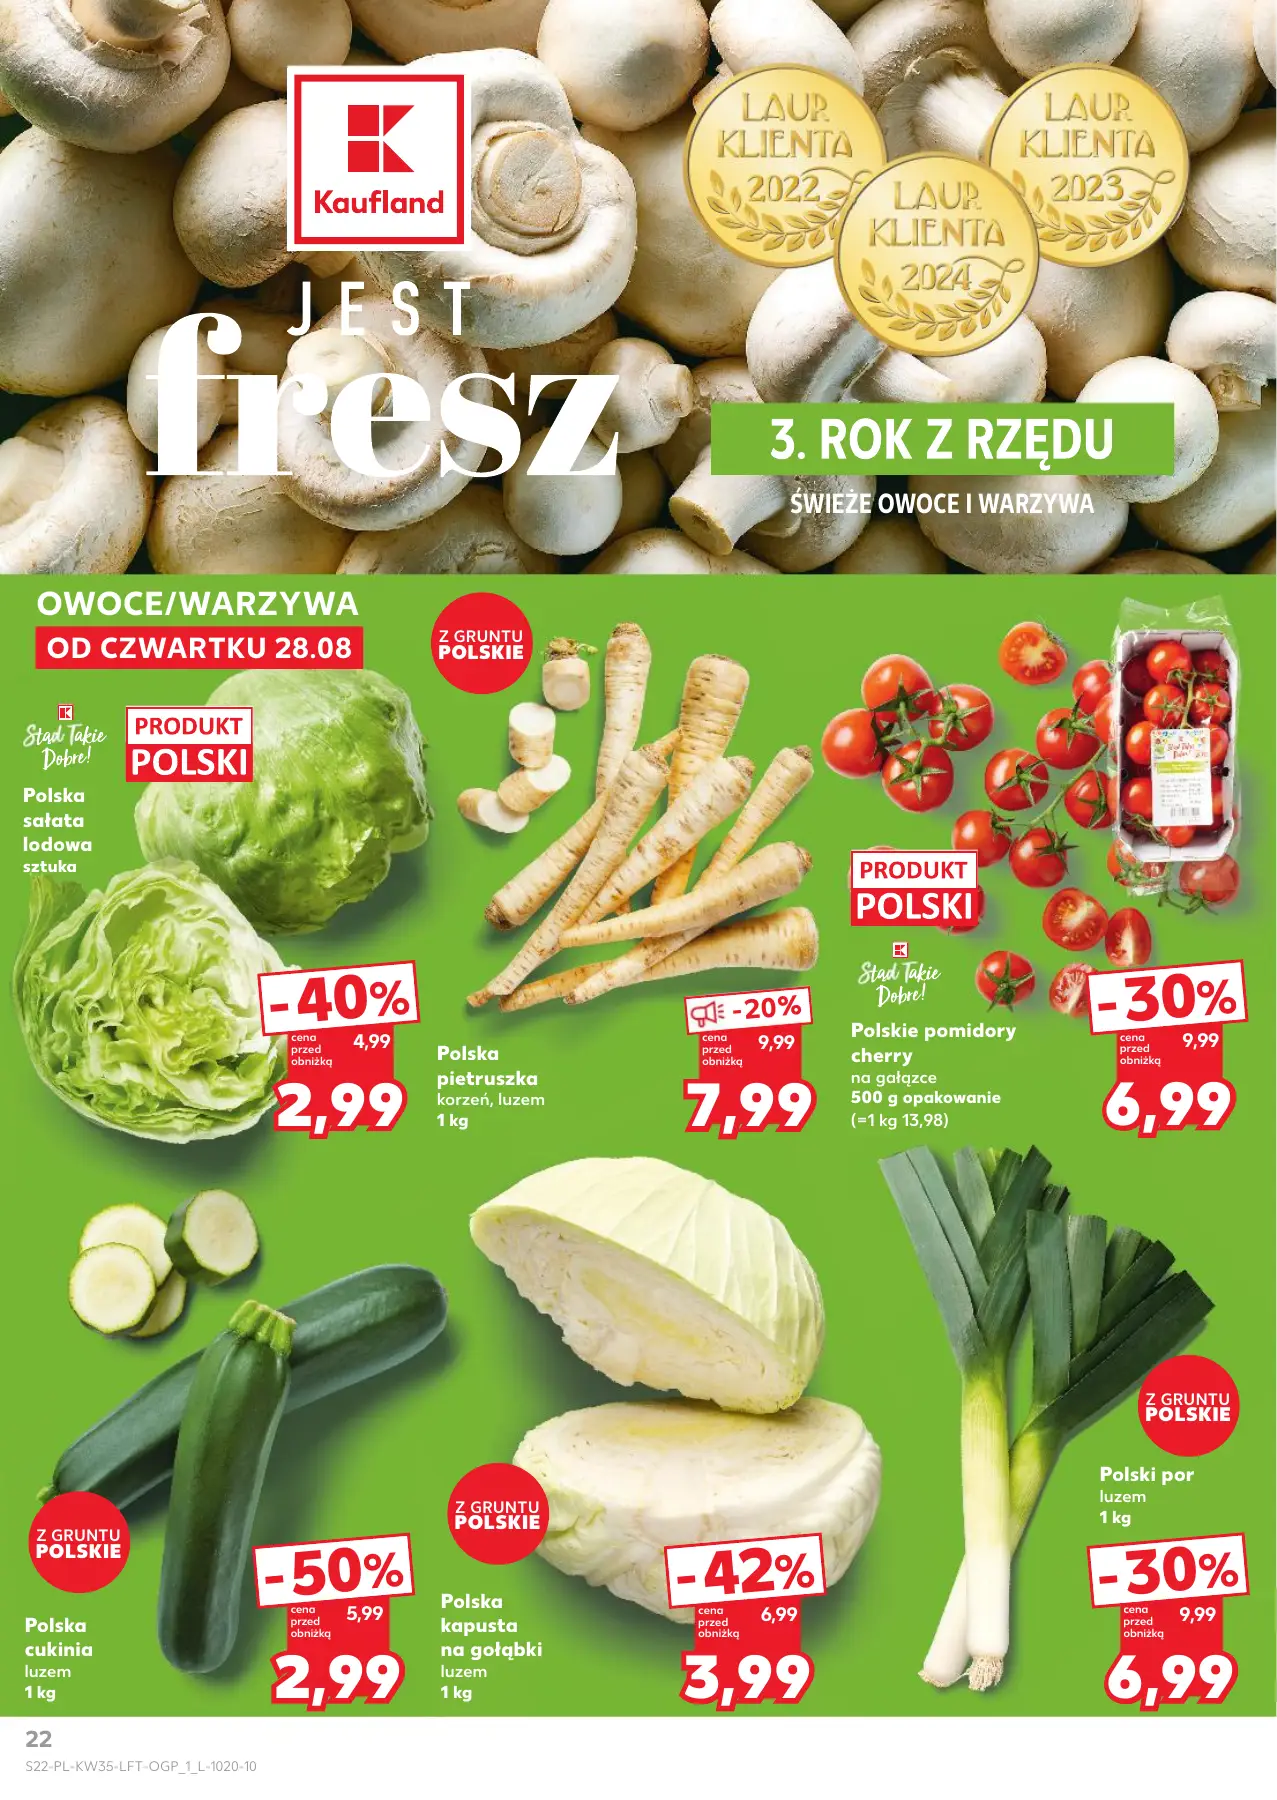 Kaufland
JEST
fresz
LAUR
KLIENTA
2022
LAUR
KLIENTA
2023
LAUR
KLIENTA
2024
3. ROK Z RZĘDU
ŚWIEŻE OWOCE I WARZYWA
OWOCE/WARZYWA
OD CZWARTKU 28.08
Stąd Takie
Dobre!
PRODUKT
POLSKI
Polska
sałata
lodowa
sztuka
-40%
cena
przed
obniżką
4,99
2,99
Z GRUNTU
POLSKIE
Polska
pietruszka
korzeń, luzem
1 kg
-20%
cena
przed
obniżką
9,99
7,99
PRODUKT
POLSKI
Stąd Takie
Dobre!
Polskie pomidory
cherry
na gałązce
500 g opakowanie
(=1 kg 13,98)
-30%
cena
przed
obniżką
9,99
6,99
Z GRUNTU
POLSKIE
Polska
cukinia
luzem
1 kg
-50%
cena
przed
obniżką
5,99
2,99
Z GRUNTU
POLSKIE
Polska
kapusta
na gołąbki
luzem
1 kg
-42%
cena
przed
obniżką
6,99
3,99
Z GRUNTU
POLSKIE
Polski por
luzem
1 kg
-30%
cena
przed
obniżką
9,99
6,99
22
S22-PL-KW35-LFT-OGP_1_L-1020-10